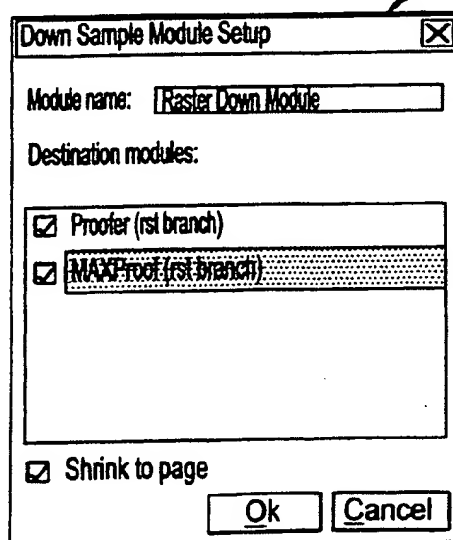 Down Sample Module Setup
Module name: Raster Down Module
Destination modules:
Proofer (rst branch)
MAXProof (rst branch)
Shrink to page
Ok Cancel